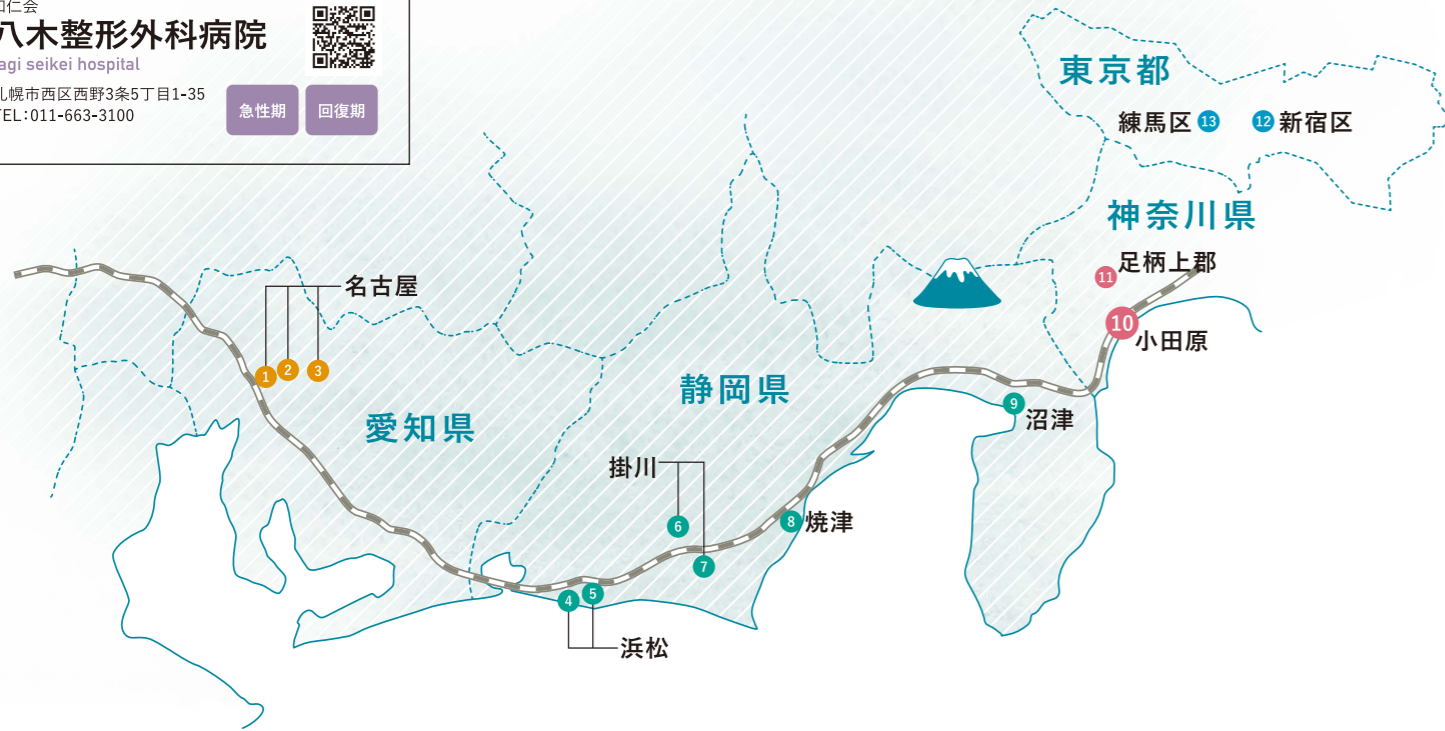 八木整形外科病院
agi seikei hospital
札幌市西区西野3条5丁目1-35
TEL:011-663-3100
急性期
回復期
東京都
練馬区 13
12 新宿区
神奈川県
11 足柄上郡
10 小田原
名古屋
1 2 3
愛知県
静岡県
9 沼津
掛川
6
7
8 焼津
4 5
浜松